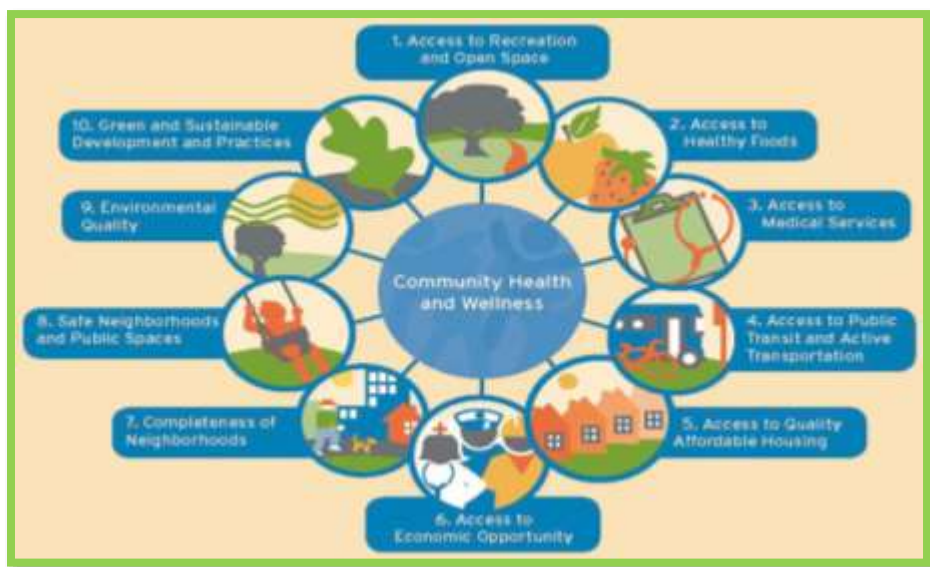 1. Access to Recreation
and Open Space
2. Access to
Healthy Foods
3. Access to
Medical Services
4. Access to Public
Transit and Active
Transportation
5. Access to Quality
Affordable Housing
6. Access to
Economic Opportunity
7. Completeness of
Neighborhoods
8. Safe Neighborhoods
and Public Spaces
9. Environmental
Quality
10. Green and Sustainable
Development and Practices
Community Health
and Wellness